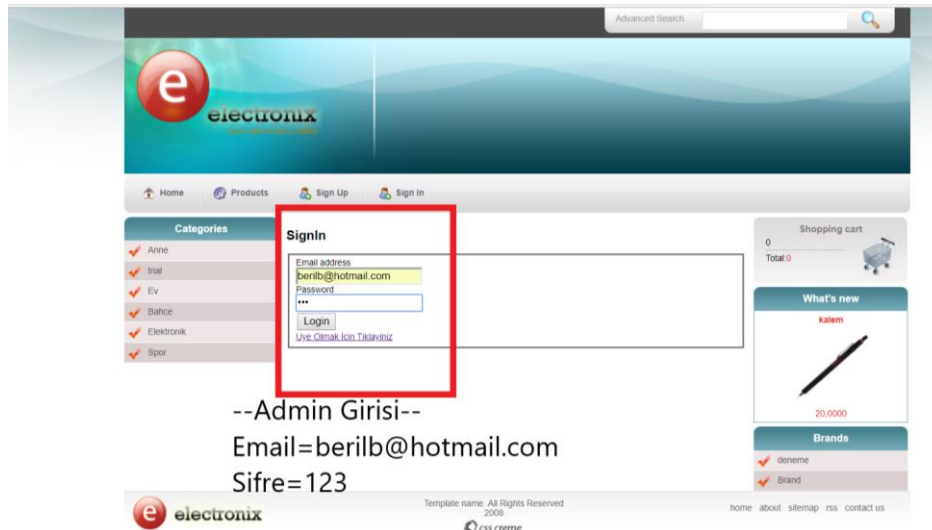 Advanced Search
e
electronix
Home
Products
Sign Up
Sign In
Categories
Anne
trial
Ev
Bahce
Elektronik
Spor
SignIn
Email address
berilb@hotmail.com
Password
•••
Login
Uye Olmak Icin Tiklayiniz
Shopping cart
0
Total:0
What's new
kalem
20,0000
Brands
deneme
Brand
--Admin Girisi--
Email=berilb@hotmail.com
Sifre=123
e
electronix
Template name. All Rights Reserved
2008
css creme
home about sitemap rss contact us